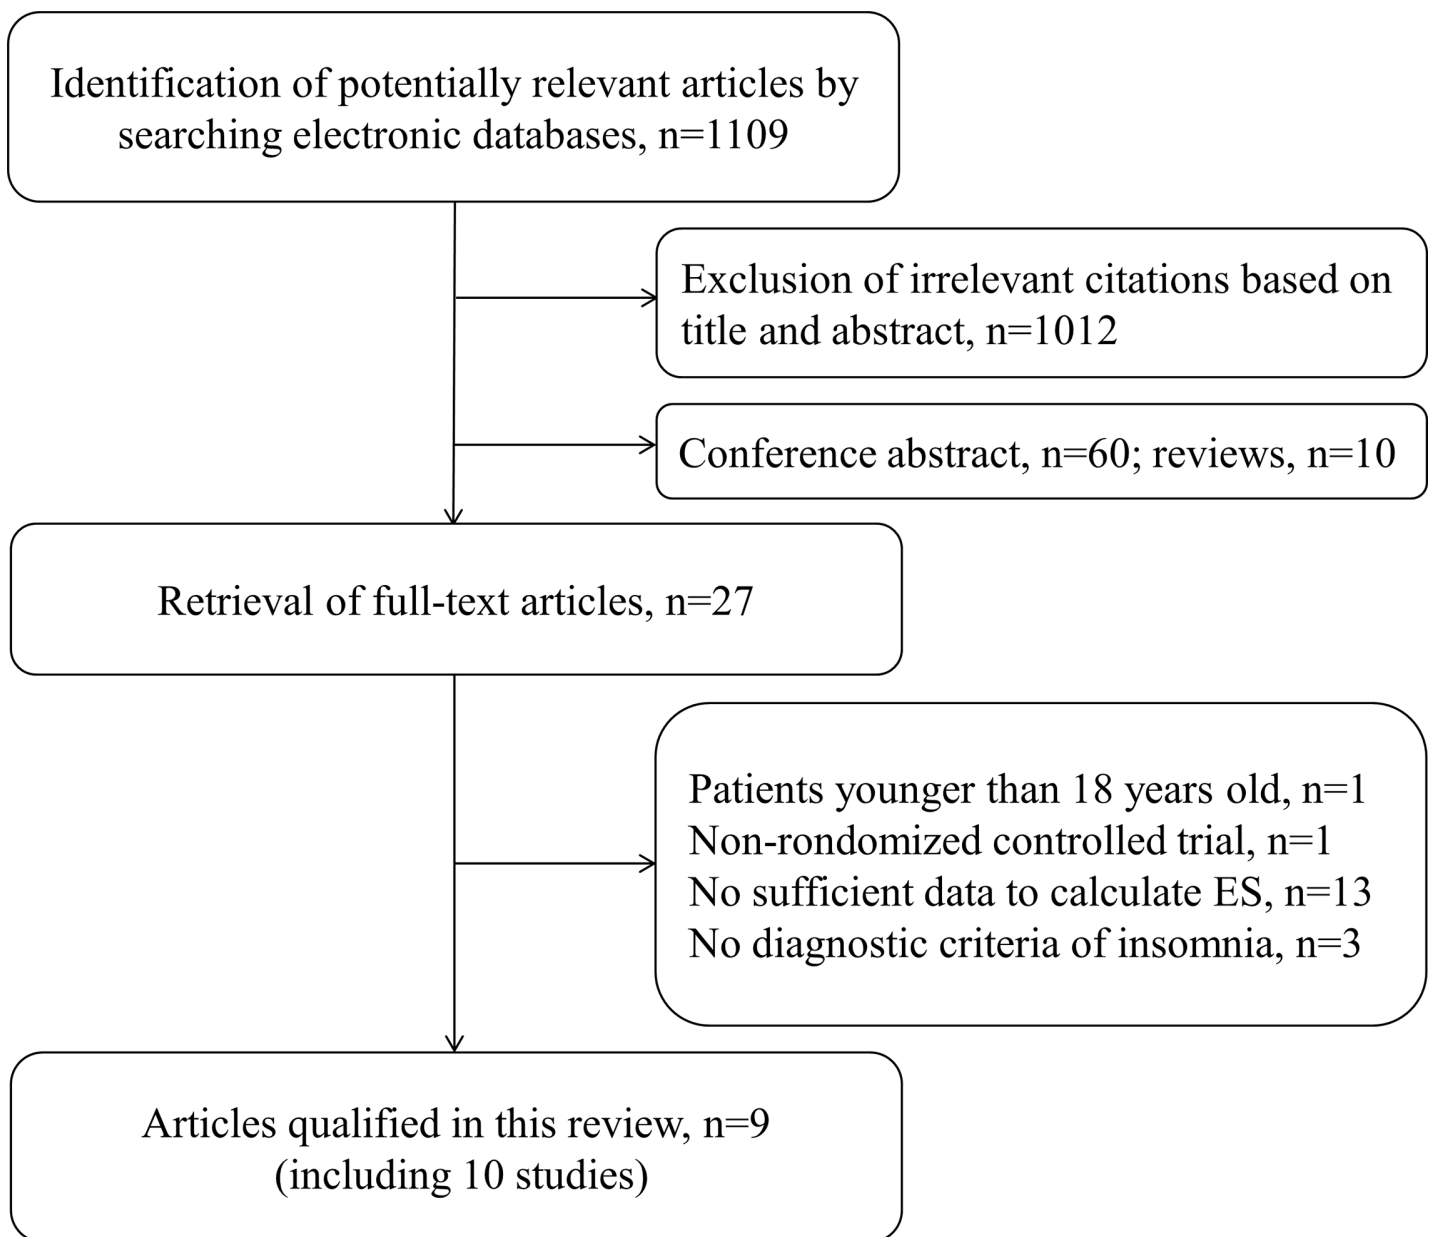 Identification of potentially relevant articles by
searching electronic databases, n=1109
Exclusion of irrelevant citations based on
title and abstract, n=1012
Conference abstract, n=60; reviews, n=10
Retrieval of full-text articles, n=27
Patients younger than 18 years old, n=1
Non-rondomized controlled trial, n=1
No sufficient data to calculate ES, n=13
No diagnostic criteria of insomnia, n=3
Articles qualified in this review, n=9
(including 10 studies)